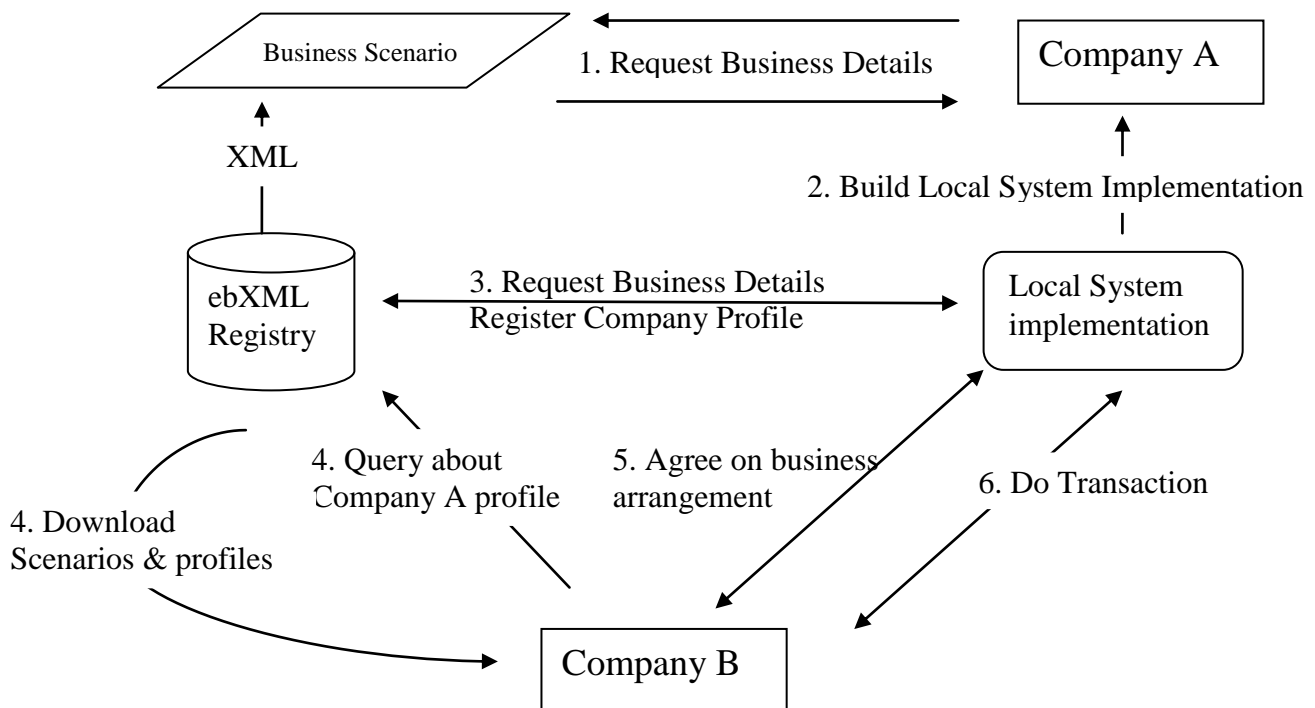 Business Scenario
1. Request Business Details
Company A
XML
2. Build Local System Implementation
ebXML
Registry
3. Request Business Details
Register Company Profile
Local System
implementation
4. Query about
Company A profile
5. Agree on business
arrangement
6. Do Transaction
4. Download
Scenarios & profiles
Company B